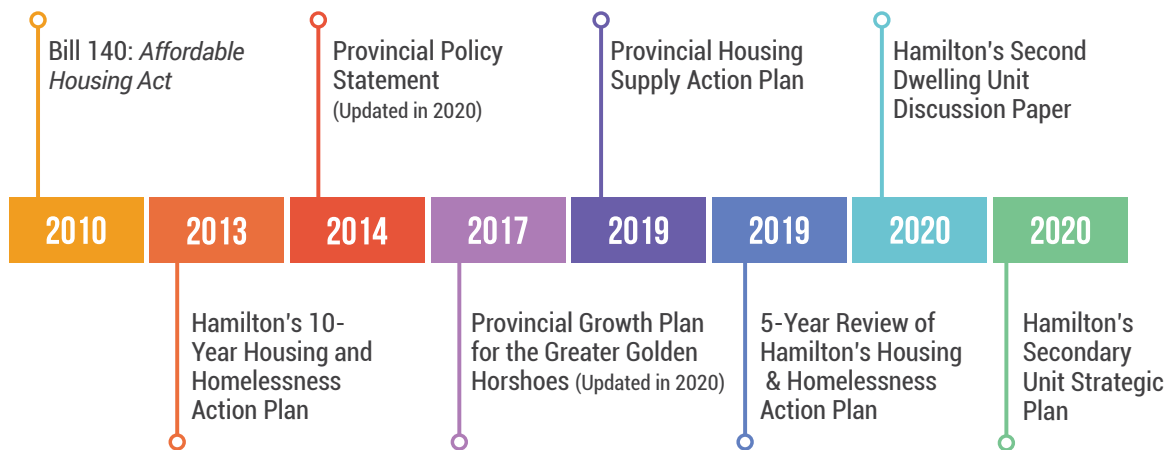 Bill 140: Affordable
Housing Act
Provincial Policy
Statement
(Updated in 2020)
Provincial Housing
Supply Action Plan
Hamilton's Second
Dwelling Unit
Discussion Paper
2010
2013
2014
2017
2019
2019
2020
2020
Hamilton's 10-
Year Housing and
Homelessness
Action Plan
Provincial Growth Plan
for the Greater Golden
Horshoes (Updated in 2020)
5-Year Review of
Hamilton's Housing
& Homelessness
Action Plan
Hamilton's
Secondary
Unit Strategic
Plan